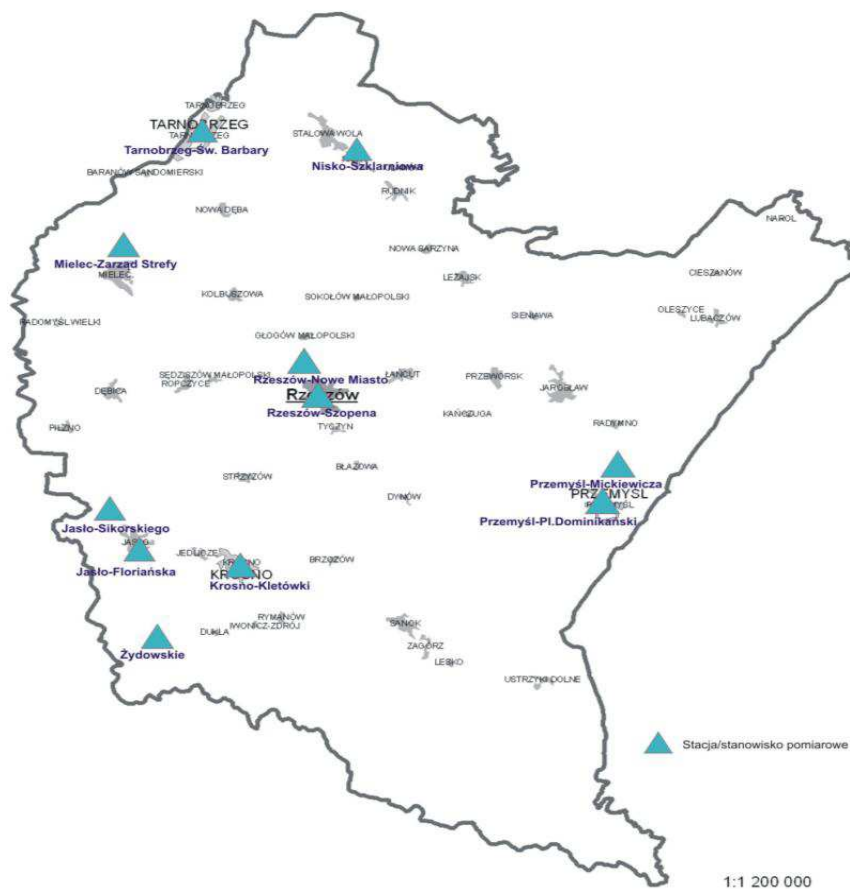 TARNOBRZEG
TARNOBRZEG
Tarnobrzeg-Św. Barbary
STALOWA WOLA
Nisko-Szklarniowa
BARANÓW SANDOMIERSKI
RUDNIK
NOWA DĘBA
NAROL
Mielec-Zarząd Strefy
MIELEC
NOWA SARZYNA
LEŻAJSK
CIESZANÓW
KOLBUSZOWA
SOKOŁÓW MAŁOPOLSKI
OLESZYCE
LUBACZÓW
RADOMYŚL WIELKI
SIENIAWA
GŁOGÓW MAŁOPOLSKI
SĘDZISZÓW MAŁOPOLSKI
Rzeszów-Nowe Miasto
ŁAŃCUT
PRZEWORSK
DĘBICA
ROPCZYCE
JAROSŁAW
Rzeszów
Rzeszów-Szopena
KAŃCZUGA
PILZNO
TYCZYN
RADYMNO
BŁAŻOWA
STRZYŻÓW
Przemyśl-Mickiewicza
DYNÓW
PRZEMYŚL
Przemyśl-Pl.Dominikański
Jasło-Sikorskiego
JASŁO
JEDLICZE
BRZOZÓW
KROSNO
KROSNO
Jasło-Floriańska
Krosno-Kletówki
RYMANÓW
IWONICZ-ZDRÓJ
DUKLA
SANOK
Żydowskie
ZAGÓRZ
LESKO
USTRZYKI DOLNE
Stacja/stanowisko pomiarowe
1:1 200 000